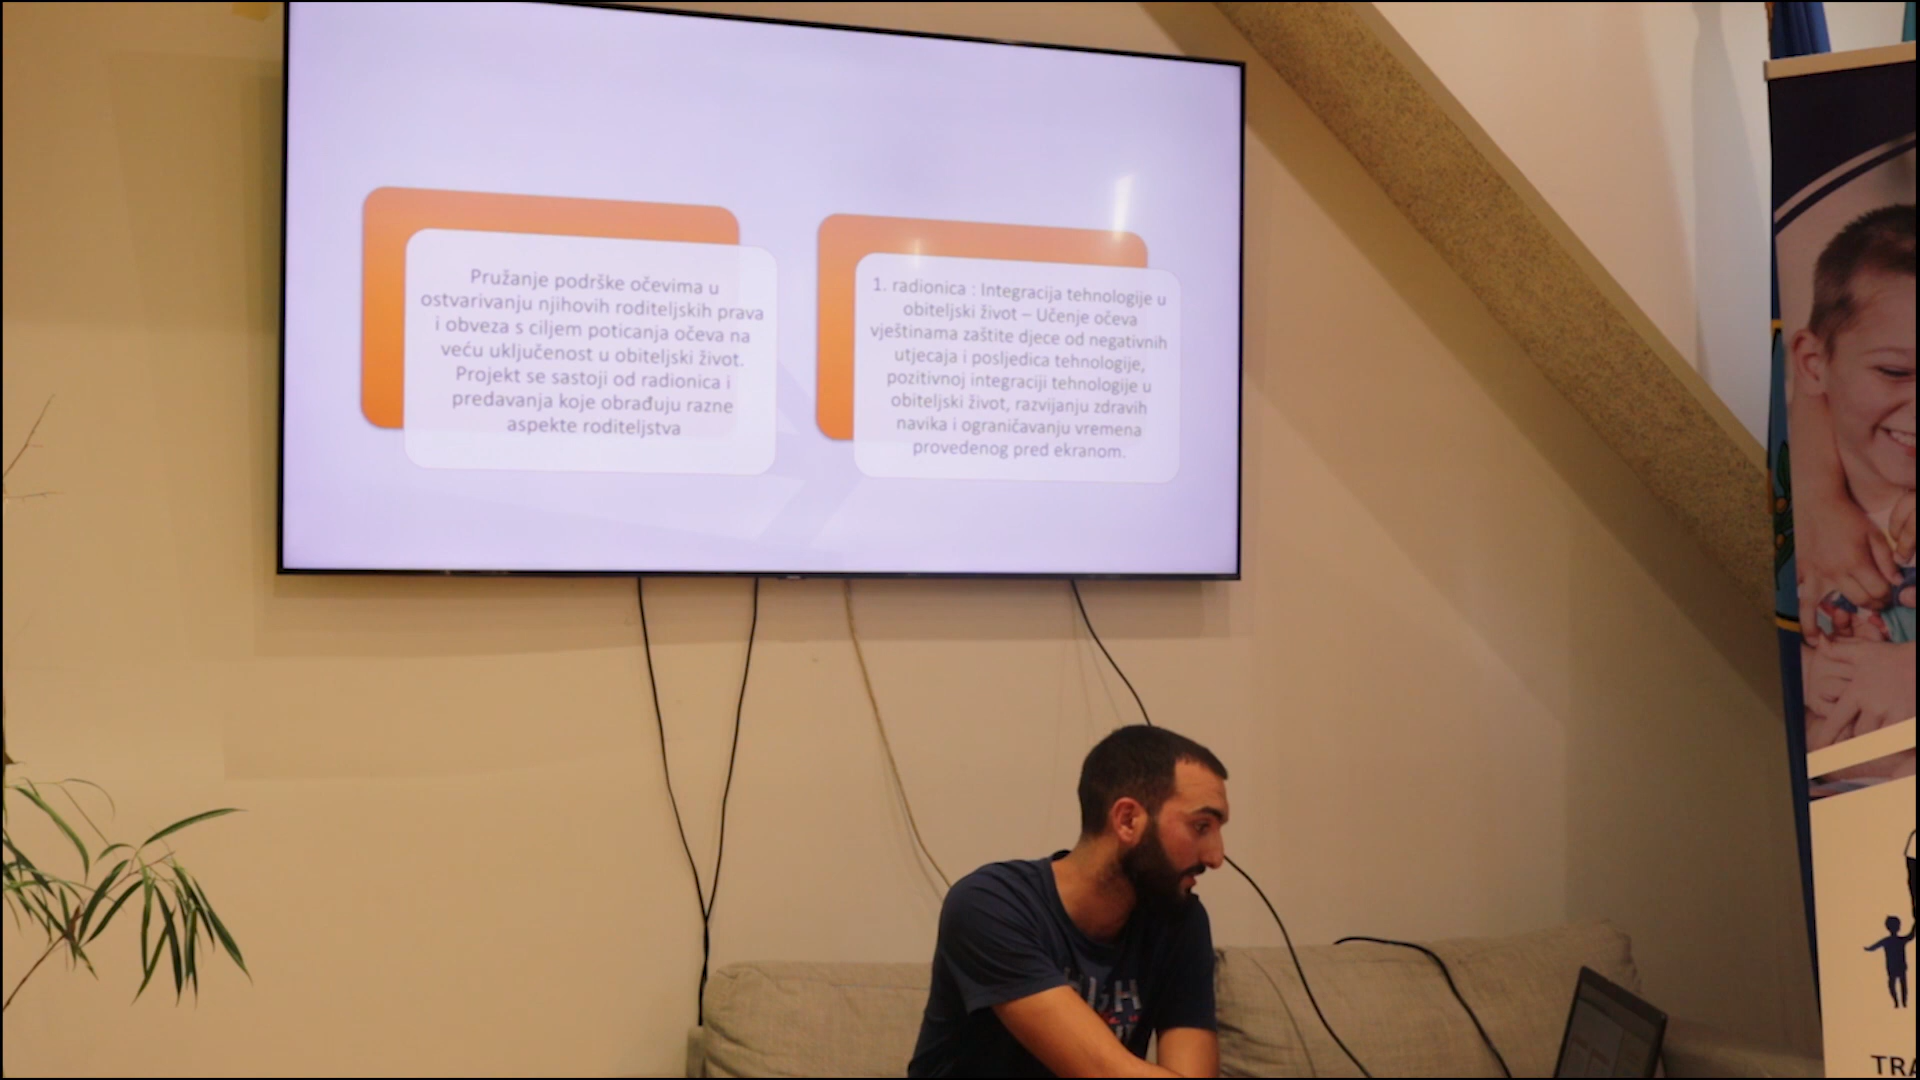 Pružanje podrške očevima u
ostvarivanju njihovih roditeljskih prava
i obveza s ciljem poticanja očeva na
veću uključenost u obiteljski život.
Projekt se sastoji od radionica i
predavanja koje obrađuju razne
aspekte roditeljstva
1. radionica : Integracija tehnologije u
obiteljski život – Učenje očeva
vještinama zaštite djece od negativnih
utjecaja i posljedica tehnologije,
pozitivnoj integraciji tehnologije u
obiteljski život, razvijanju zdravih
navika i ograničavanju vremena
provedenog pred ekranom.